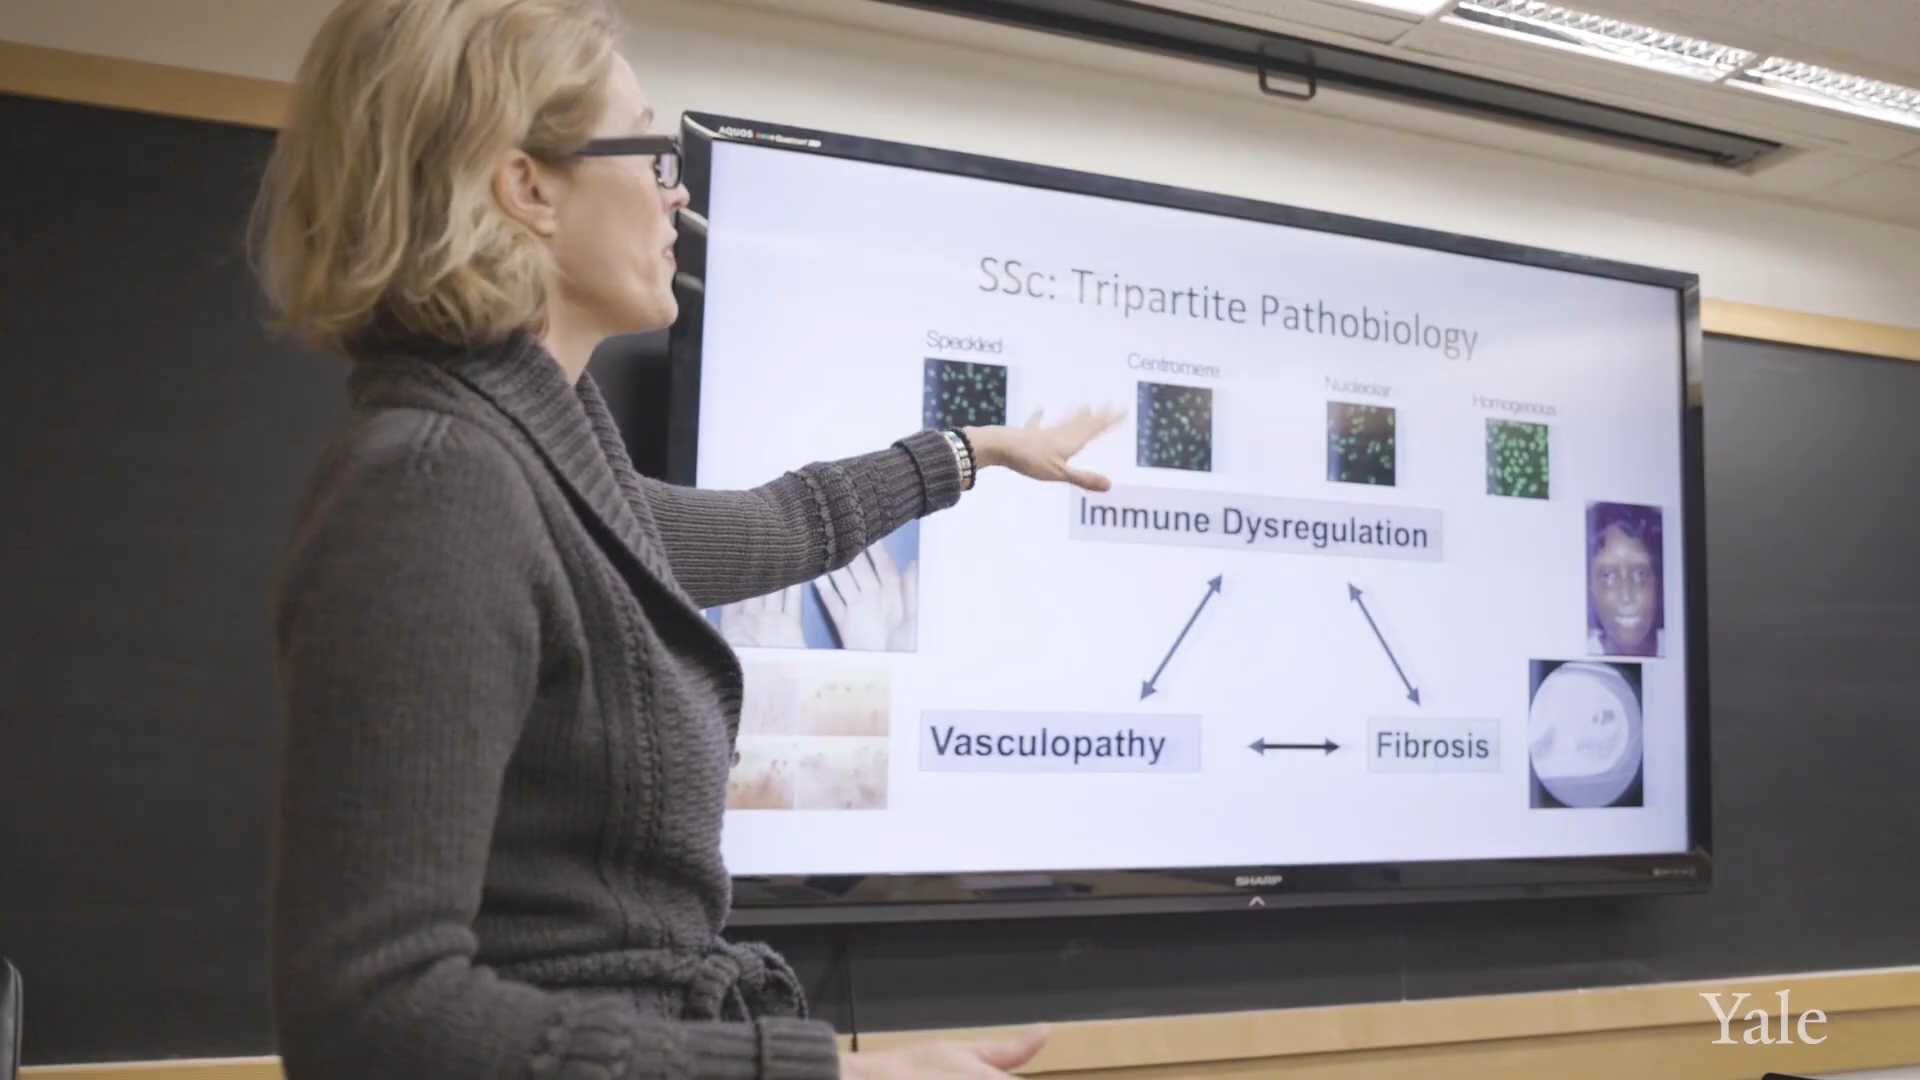 AQUOS
SSc: Tripartite Pathobiology
Speckled
Centromere
Nucleolar
Homogenous
Immune Dysregulation
Vasculopathy
Fibrosis
SHARP
Yale